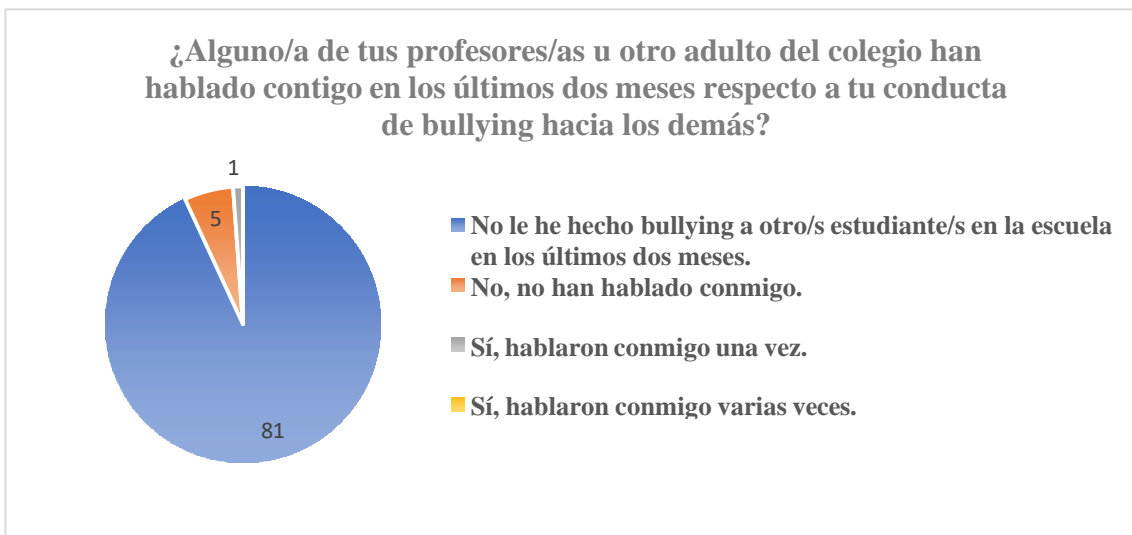 ¿Alguno/a de tus profesores/as u otro adulto del colegio han
hablado contigo en los últimos dos meses respecto a tu conducta
de bullying hacia los demás?
1
5
81
No le he hecho bullying a otro/s estudiante/s en la escuela
en los últimos dos meses.
No, no han hablado conmigo.
Sí, hablaron conmigo una vez.
Sí, hablaron conmigo varias veces.